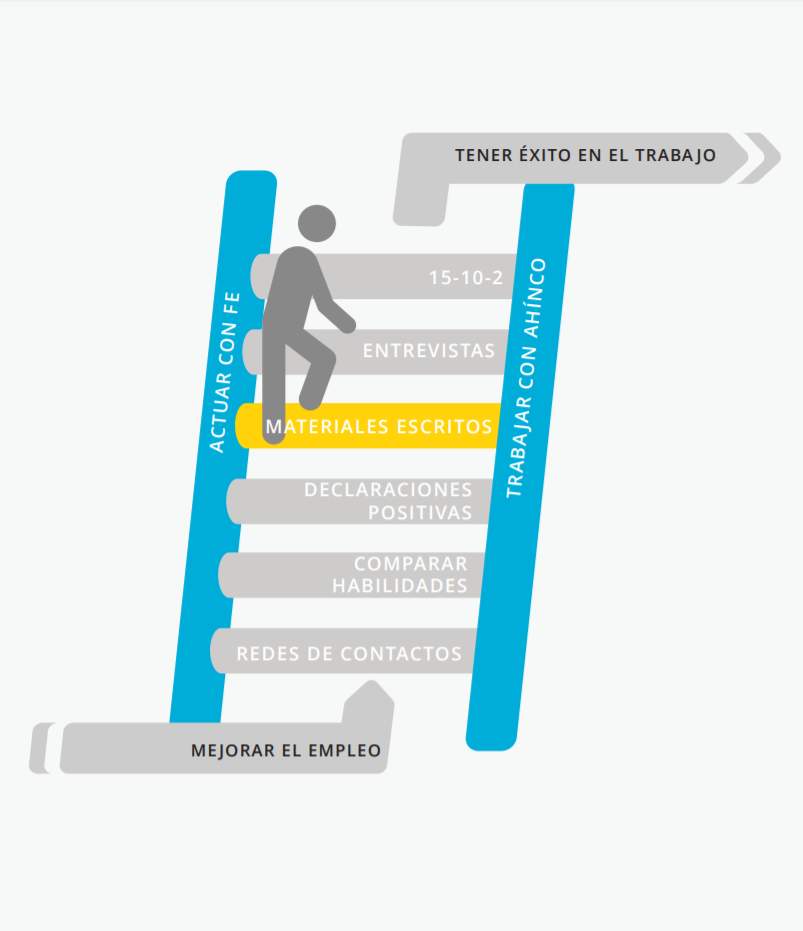 TENER ÉXITO EN EL TRABAJO
ACTUAR CON FE
TRABAJAR CON AHÍNCO
15-10-2
ENTREVISTAS
MATERIALES ESCRITOS
DECLARACIONES
POSITIVAS
COMPARAR
HABILIDADES
REDES DE CONTACTOS
MEJORAR EL EMPLEO